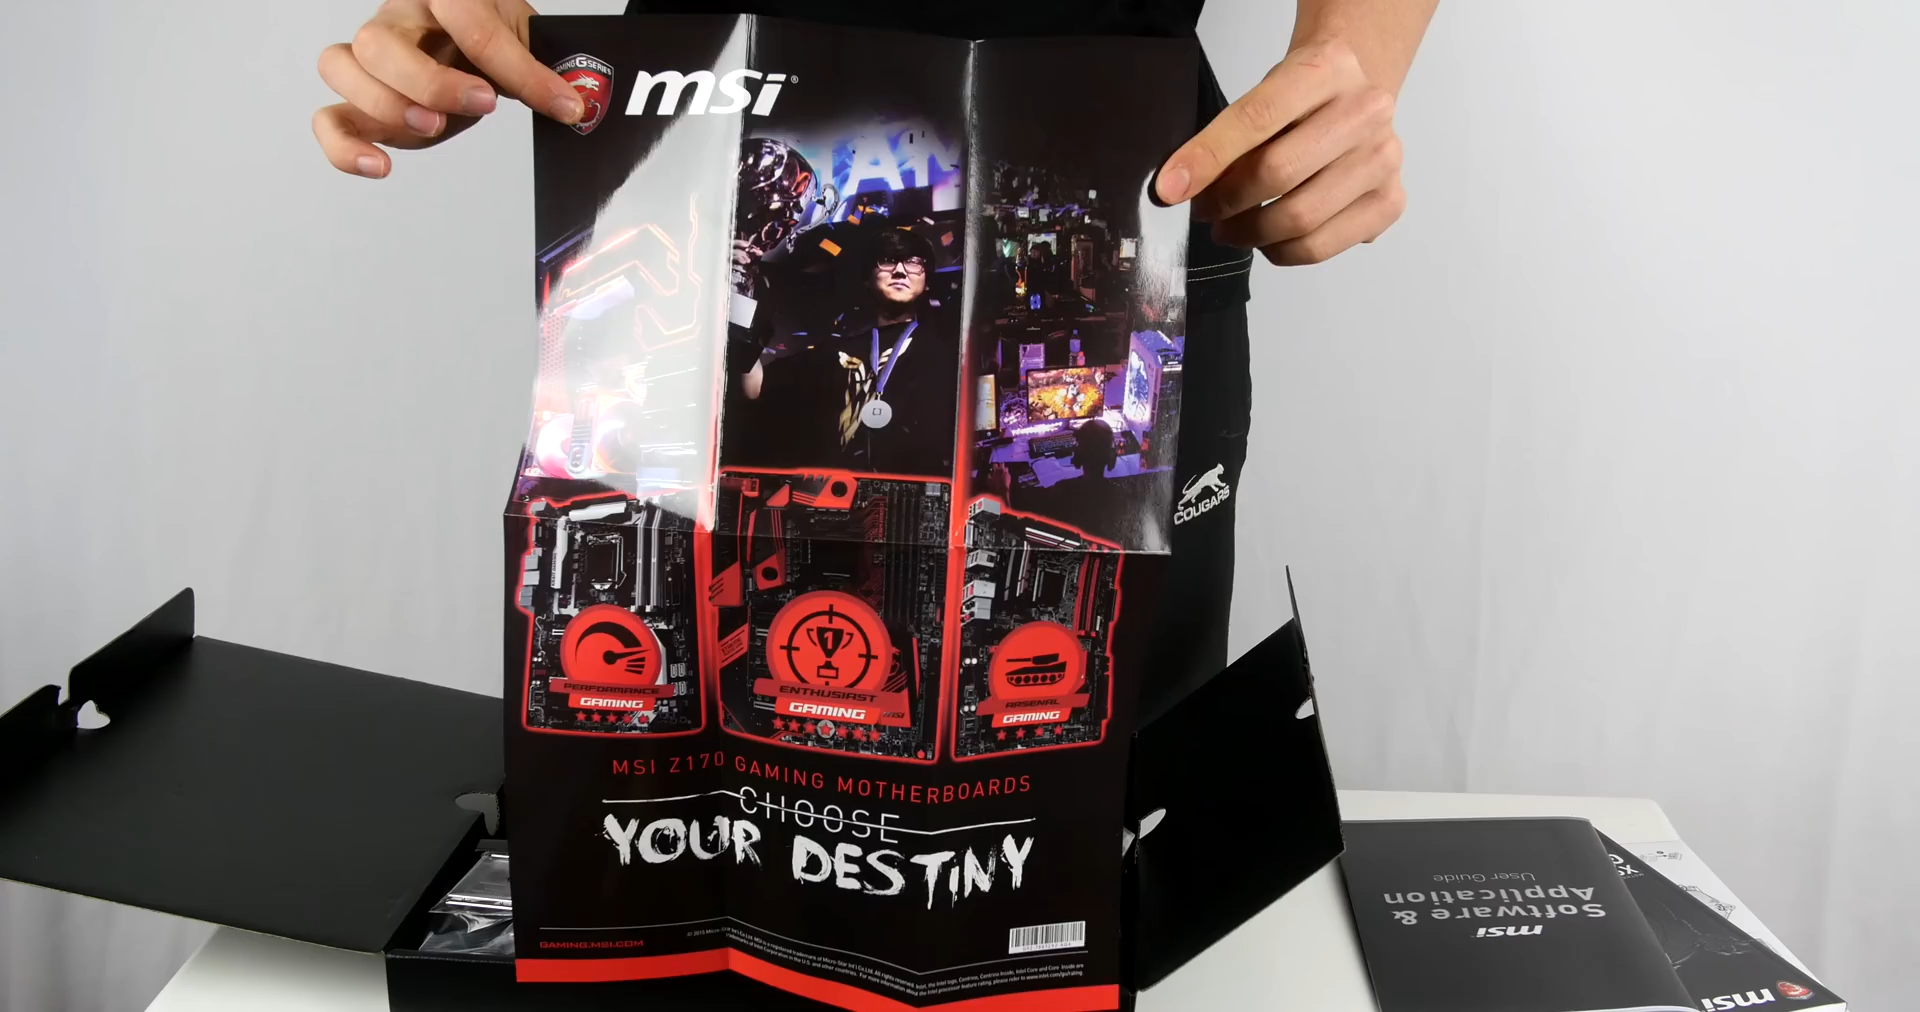 GAMING G SERIES
msi
COUGARS
PERFORMANCE
GAMING
ENTHUSIAST
GAMING
ARSENAL
GAMING
MSI Z170 GAMING MOTHERBOARDS
CHOOSE
YOUR DESTINY
GAMING.MSI.COM
msi
Software &
Application
User Guide
msi